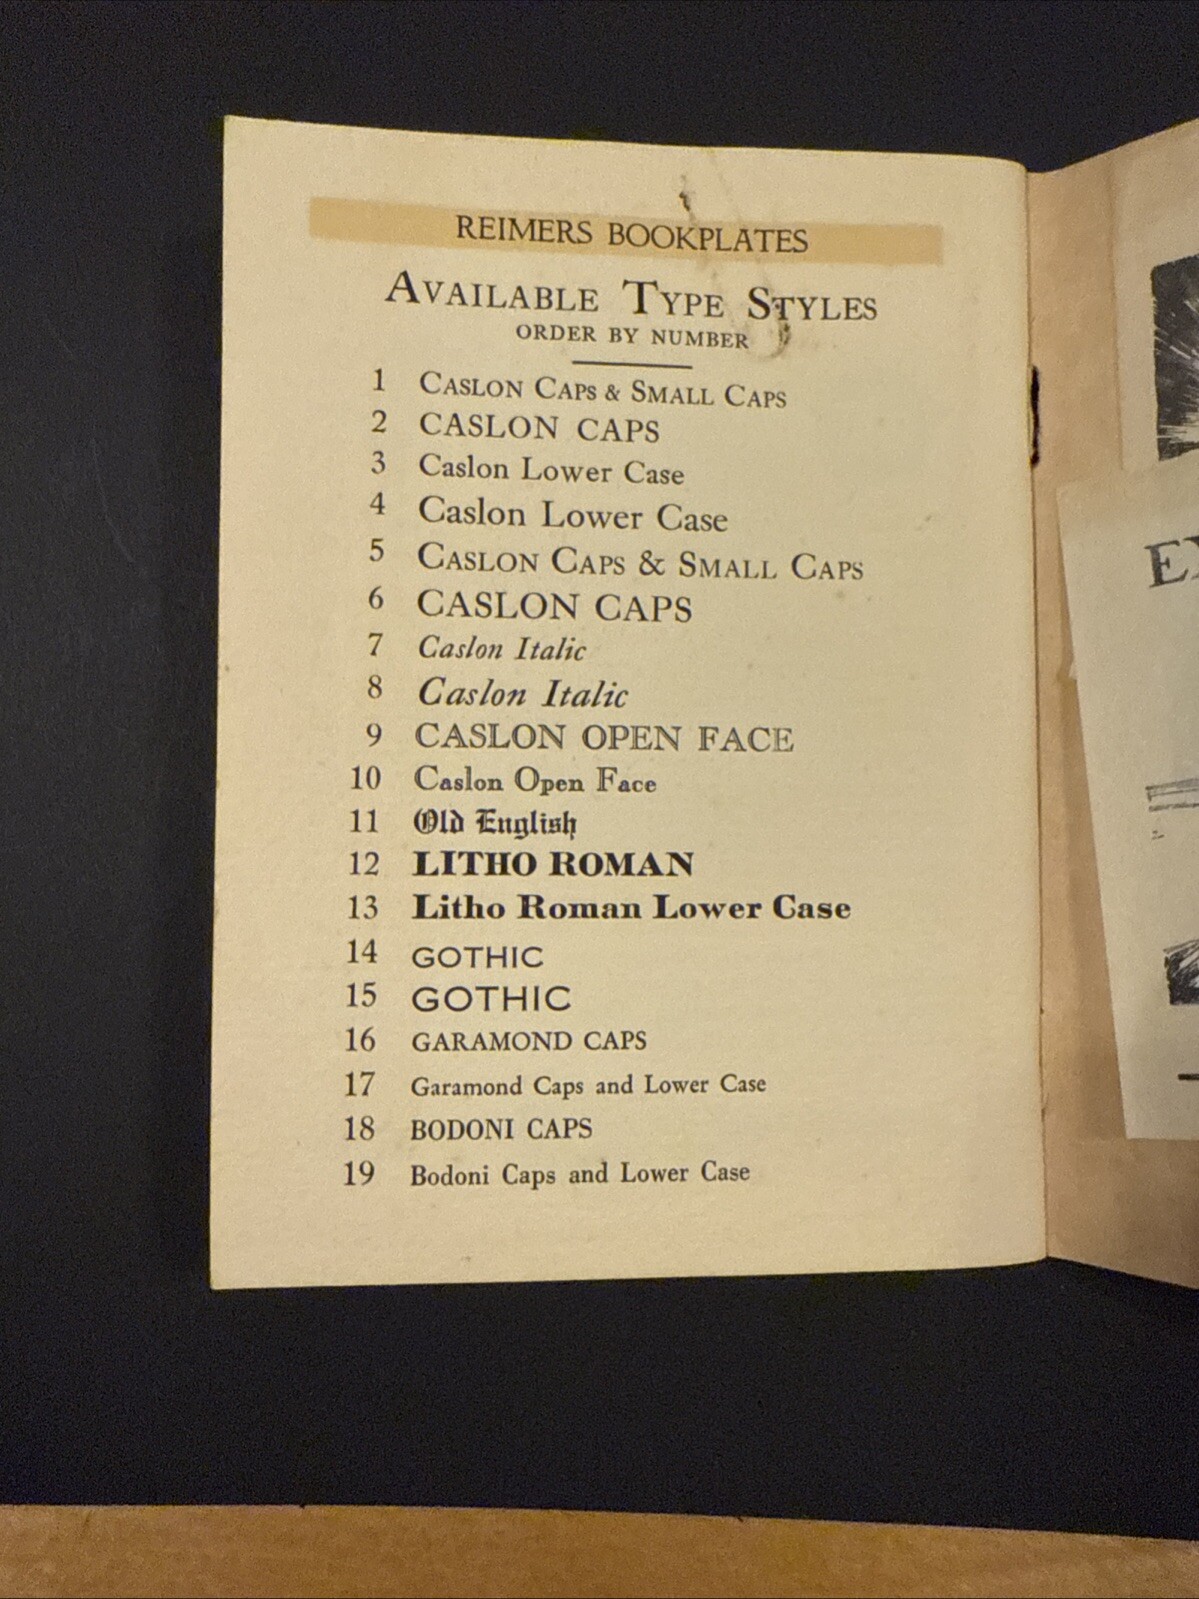 REIMERS BOOKPLATES
AVAILABLE TYPE STYLES
ORDER BY NUMBER
1 CASLON CAPS & SMALL CAPS
2 CASLON CAPS
3 Caslon Lower Case
4 Caslon Lower Case
5 CASLON CAPS & SMALL CAPS
6 CASLON CAPS
7 Caslon Italic
8 Caslon Italic
9 CASLON OPEN FACE
10 Caslon Open Face
11 Old English
12 LITHO ROMAN
13 Litho Roman Lower Case
14 GOTHIC
15 GOTHIC
16 GARAMOND CAPS
17 Garamond Caps and Lower Case
18 BODONI CAPS
19 Bodoni Caps and Lower Case